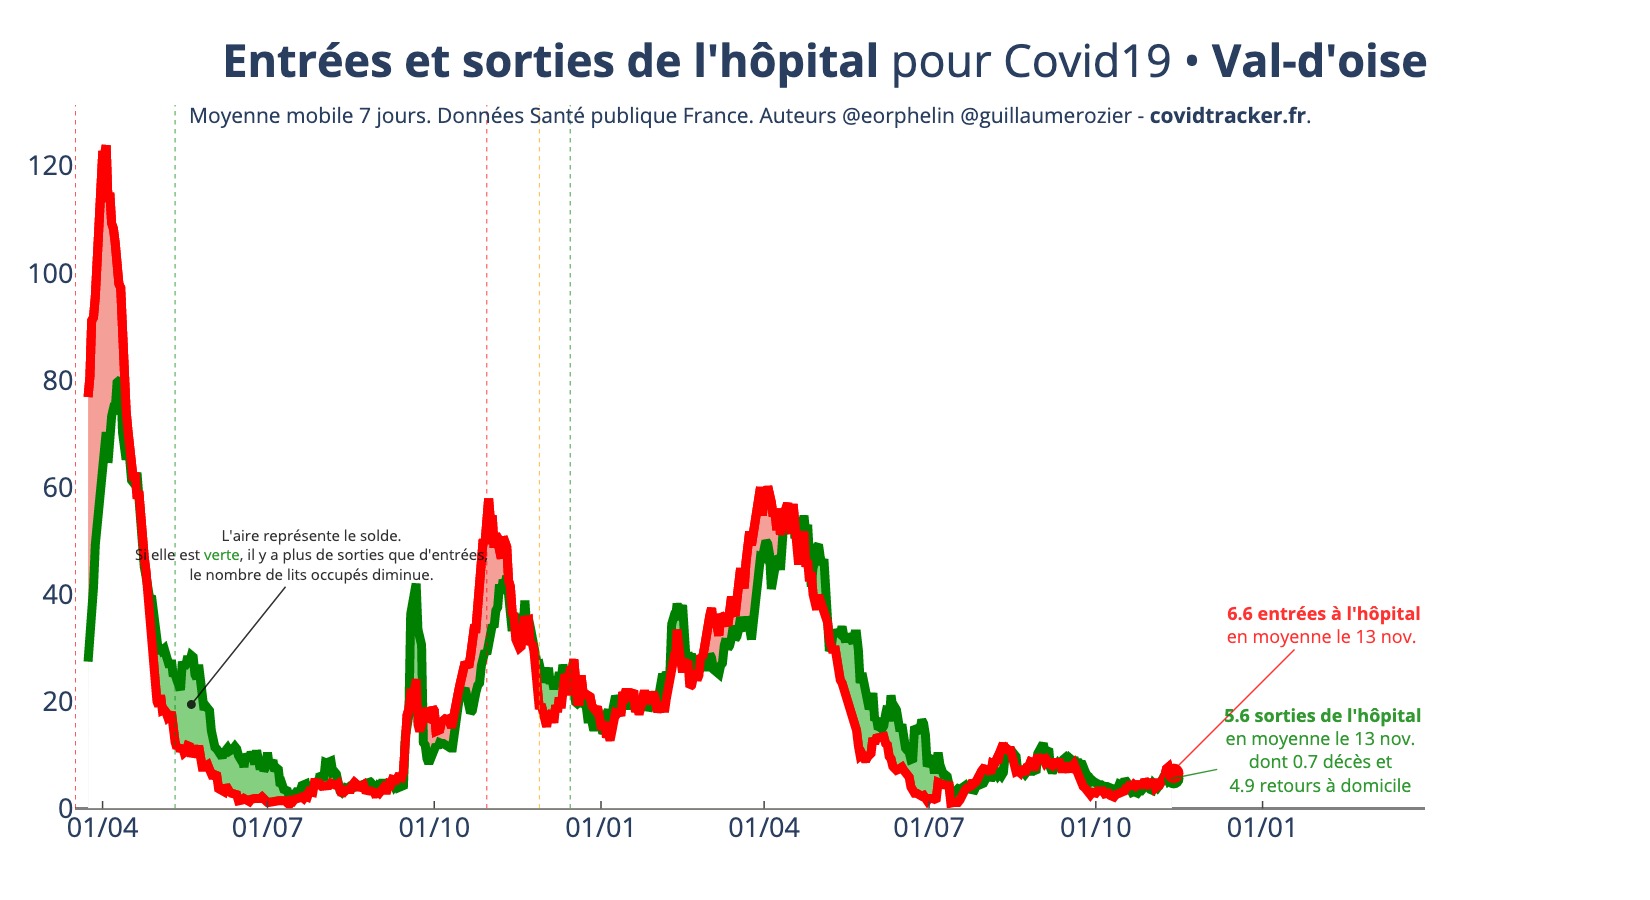 Entrées et sorties de l'hôpital pour Covid19 • Val-d'oise
Moyenne mobile 7 jours. Données Santé publique France. Auteurs @eorphelin @guillaumerozier - covidtracker.fr.
120
100
80
60
40
20
0
L'aire représente le solde.
Si elle est verte, il y a plus de sorties que d'entrées,
le nombre de lits occupés diminue.
6.6 entrées à l'hôpital
en moyenne le 13 nov.
5.6 sorties de l'hôpital
en moyenne le 13 nov.
dont 0.7 décès et
4.9 retours à domicile
01/04
01/07
01/10
01/01
01/04
01/07
01/10
01/01